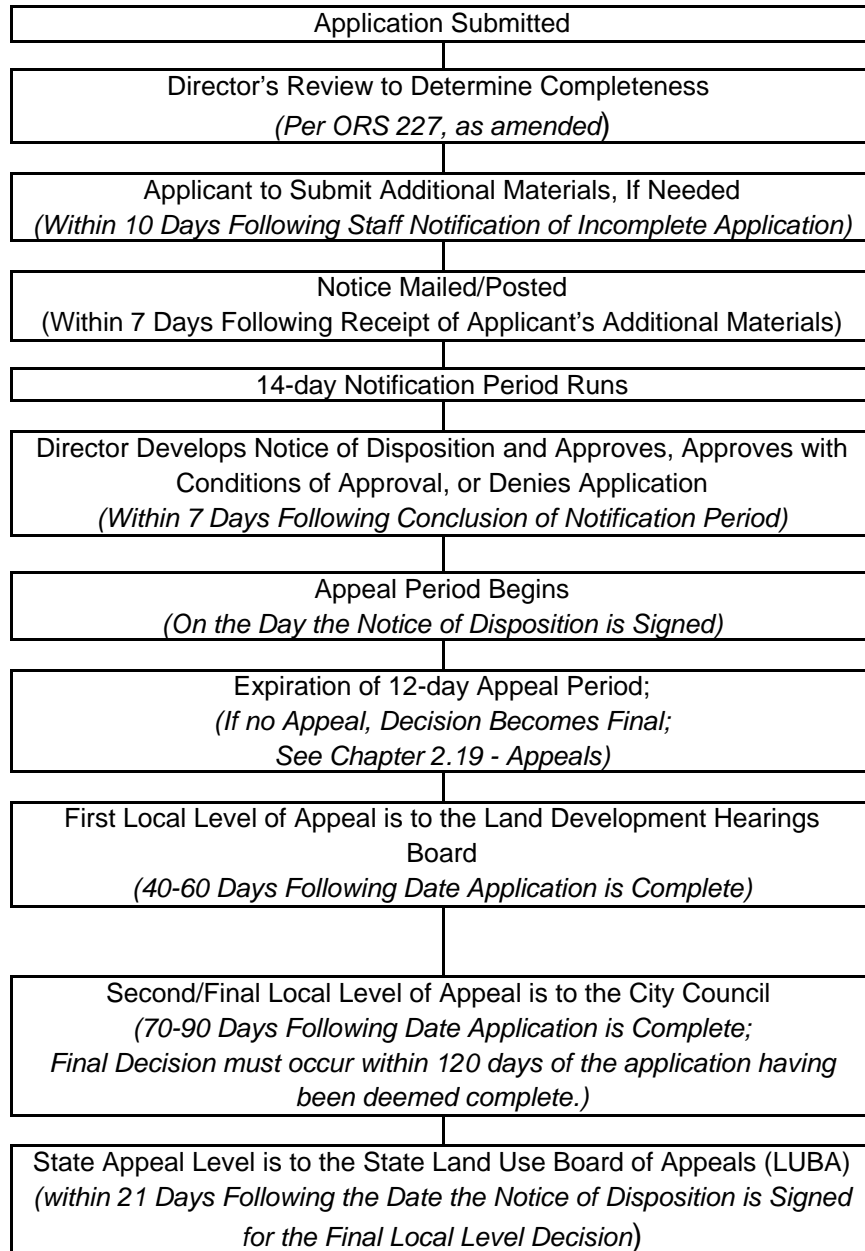 Application Submitted
Director’s Review to Determine Completeness
(Per ORS 227, as amended)
Applicant to Submit Additional Materials, If Needed
(Within 10 Days Following Staff Notification of Incomplete Application)
Notice Mailed/Posted
(Within 7 Days Following Receipt of Applicant’s Additional Materials)
14-day Notification Period Runs
Director Develops Notice of Disposition and Approves, Approves with
Conditions of Approval, or Denies Application
(Within 7 Days Following Conclusion of Notification Period)
Appeal Period Begins
(On the Day the Notice of Disposition is Signed)
Expiration of 12-day Appeal Period;
(If no Appeal, Decision Becomes Final;
See Chapter 2.19 - Appeals)
First Local Level of Appeal is to the Land Development Hearings
Board
(40-60 Days Following Date Application is Complete)
Second/Final Local Level of Appeal is to the City Council
(70-90 Days Following Date Application is Complete;
Final Decision must occur within 120 days of the application having
been deemed complete.)
State Appeal Level is to the State Land Use Board of Appeals (LUBA)
(within 21 Days Following the Date the Notice of Disposition is Signed
for the Final Local Level Decision)